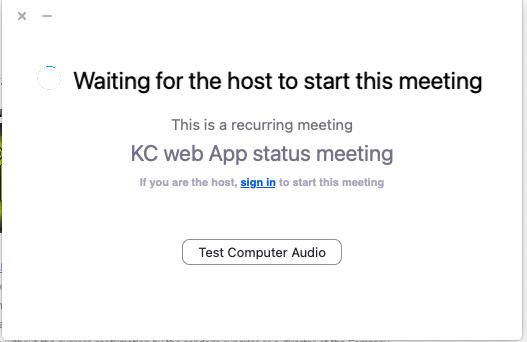 Waiting for the host to start this meeting
This is a recurring meeting
KC web App status meeting
If you are the host, sign in to start this meeting
Test Computer Audio